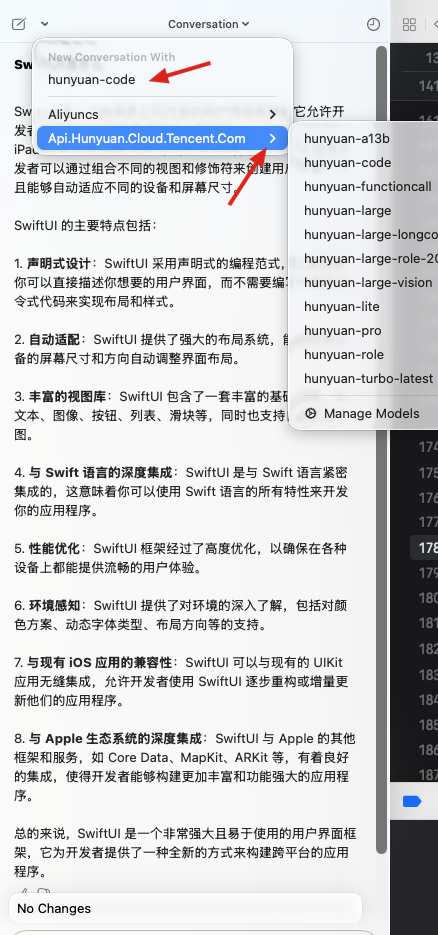 Conversation
New Conversation With
hunyuan-code
Aliyuncs
Api.Hunyuan.Cloud.Tencent.Com
hunyuan-a13b
hunyuan-code
hunyuan-functioncall
hunyuan-large
hunyuan-large-longco
hunyuan-large-role-20
hunyuan-large-vision
hunyuan-lite
hunyuan-pro
hunyuan-role
hunyuan-turbo-latest
Manage Models
Sw
Sw
它允许开
发者
iPad
发者可以通过组合不同的视图和修饰符来创建用
且能够自动适应不同的设备和屏幕尺寸。
SwiftUI 的主要特点包括：
1. 声明式设计：SwiftUI 采用声明式的编程范式，
你可以直接描述你想要的用户界面，而不需要编写
令式代码来实现布局和样式。
2. 自动适配：SwiftUI 提供了强大的布局系统，能
备的屏幕尺寸和方向自动调整界面布局。
3. 丰富的视图库：SwiftUI 包含了一套丰富的基础
文本、图像、按钮、列表、滑块等，同时也支持
图。
4. 与 Swift 语言的深度集成：SwiftUI 是与 Swift 语言紧密
集成的，这意味着你可以使用 Swift 语言的所有特性来开发
你的应用程序。
5. 性能优化：SwiftUI 框架经过了高度优化，以确保在各种
设备上都能提供流畅的用户体验。
6. 环境感知：SwiftUI 提供了对环境的深入了解，包括对颜
色方案、动态字体类型、布局方向等的支持。
7. 与现有 iOS 应用的兼容性：SwiftUI 可以与现有的 UIKit
应用无缝集成，允许开发者使用 SwiftUI 逐步重构或增量更
新他们的应用程序。
8. 与 Apple 生态系统的深度集成：SwiftUI 与 Apple 的其他
框架和服务，如 Core Data、MapKit、ARKit 等，有着良好
的集成，使得开发者能够构建更加丰富和功能强大的应用程
序。
总的来说，SwiftUI 是一个非常强大且易于使用的用户界面框
架，它为开发者提供了一种全新的方式来构建跨平台的应用
程序。
No Changes
13
141
174
175
176
177
178
179
180
181
182
183
184
185
186
187